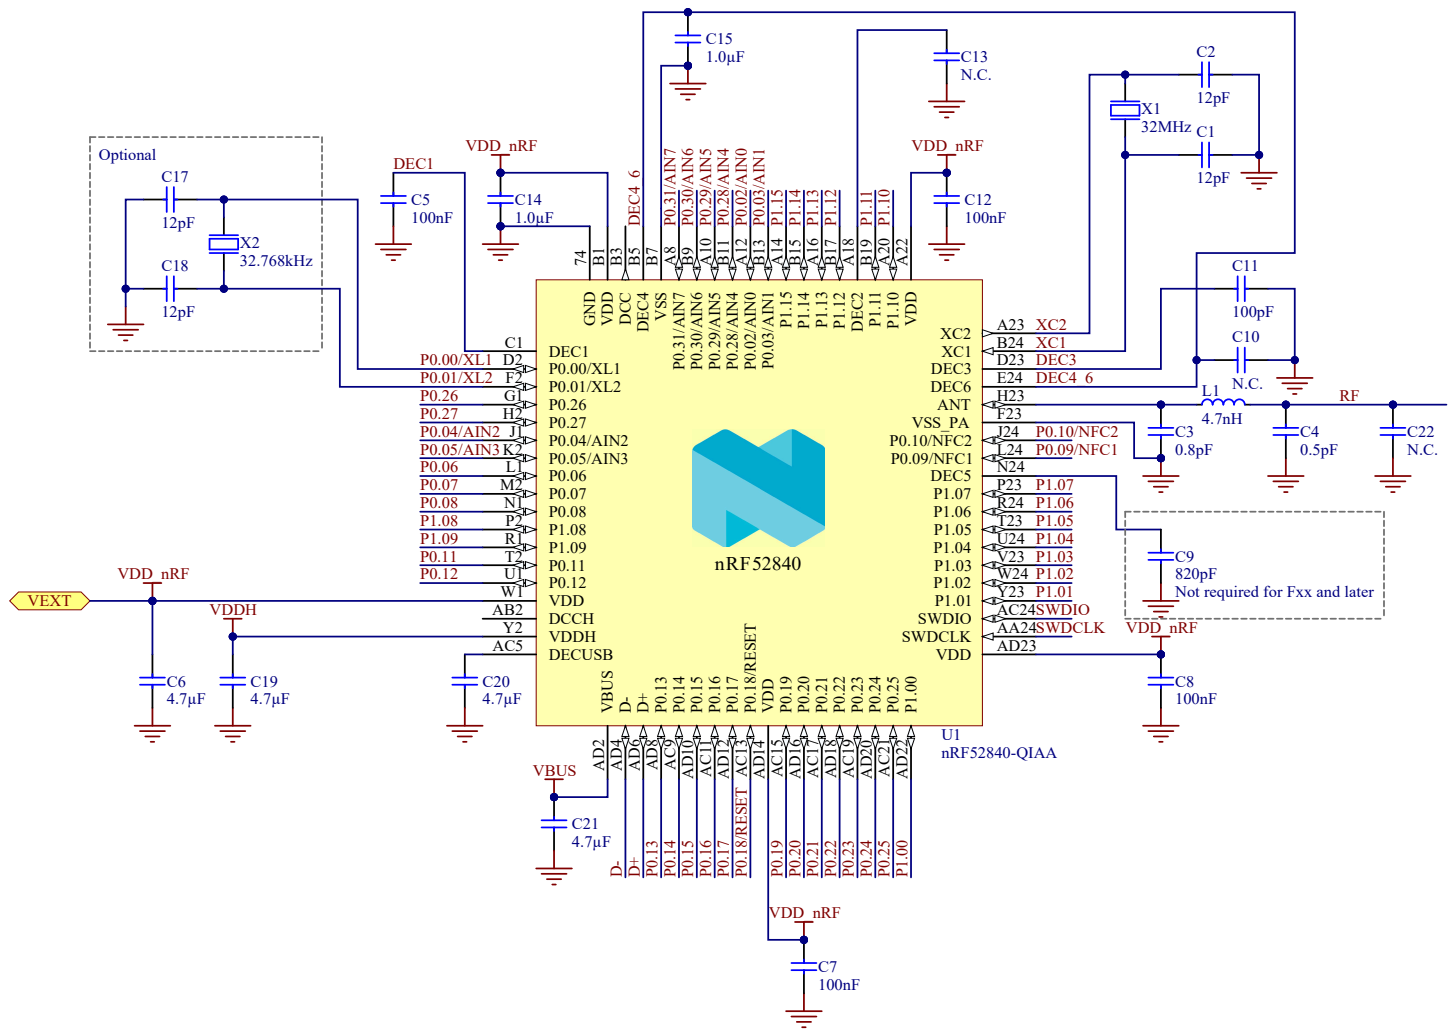 C15
1.0µF
C13
N.C.
C2
12pF
X1
32MHz
C1
12pF
Optional
C17
12pF
X2
32.768kHz
C18
12pF
DEC1
C5
100nF
VDD_nRF
C14
1.0µF
DEC4_6
P0.31/AIN7
P0.30/AIN6
P0.29/AIN5
P0.28/AIN4
P0.02/AIN0
P0.03/AIN1
P1.15
P1.14
P1.13
P1.12
P1.11
P1.10
VDD_nRF
C12
100nF
74
B1
B3
B5
B7
A8
B9
A10
B11
A12
B13
A14
B15
A16
B17
A18
B19
A20
A22
GND
VDD
DCC
DEC4
VSS
P0.31/AIN7
P0.30/AIN6
P0.29/AIN5
P0.28/AIN4
P0.02/AIN0
P0.03/AIN1
P1.15
P1.14
P1.13
P1.12
DEC2
P1.11
P1.10
VDD
C11
100pF
C10
N.C.
C1 DEC1
P0.00/XL1 D2 P0.00/XL1
P0.01/XL2 F2 P0.01/XL2
P0.26 G1 P0.26
P0.27 H2 P0.27
P0.04/AIN2 J1 P0.04/AIN2
P0.05/AIN3 K2 P0.05/AIN3
P0.06 L1 P0.06
P0.07 M2 P0.07
P0.08 N1 P0.08
P1.08 P2 P1.08
P1.09 R1 P1.09
P0.11 T2 P0.11
P0.12 U1 P0.12
W1 VDD
AB2 DCCH
Y2 VDDH
AC5 DECUSB
XC2 A23 XC2
XC1 B24 XC1
DEC3 D23 DEC3
DEC6 E24 DEC4_6
ANT H23
VSS_PA F23
P0.10/NFC2 J24 P0.10/NFC2
P0.09/NFC1 L24 P0.09/NFC1
DEC5 N24
P1.07 P23 P1.07
P1.06 R24 P1.06
P1.05 T23 P1.05
P1.04 U24 P1.04
P1.03 V23 P1.03
P1.02 W24 P1.02
P1.01 Y23 P1.01
SWDIO AC24 SWDIO
SWDCLK AA24 SWDCLK
VDD AD23
nRF52840
L1
4.7nH
RF
C3
0.8pF
C4
0.5pF
C22
N.C.
C9
820pF
Not required for Fxx and later
VDD_nRF
C8
100nF
VDD_nRF
VEXT
VDDH
C6
4.7µF
C19
4.7µF
C20
4.7µF
VBUS
D-
D+
P0.13
P0.14
P0.15
P0.16
P0.17
P0.18/RESET
VDD
P0.19
P0.20
P0.21
P0.22
P0.23
P0.24
P0.25
P1.00
U1
nRF52840-QIAA
AD2
AD4
AD6
AD8
AC9
AD10
AC11
AD12
AC13
AD14
AC15
AD16
AC17
AD18
AC19
AD20
AC2
AD22
VBUS
C21
4.7µF
D-
D+
P0.13
P0.14
P0.15
P0.16
P0.17
P0.18/RESET
P0.19
P0.20
P0.21
P0.22
P0.23
P0.24
P0.25
P1.00
VDD_nRF
C7
100nF